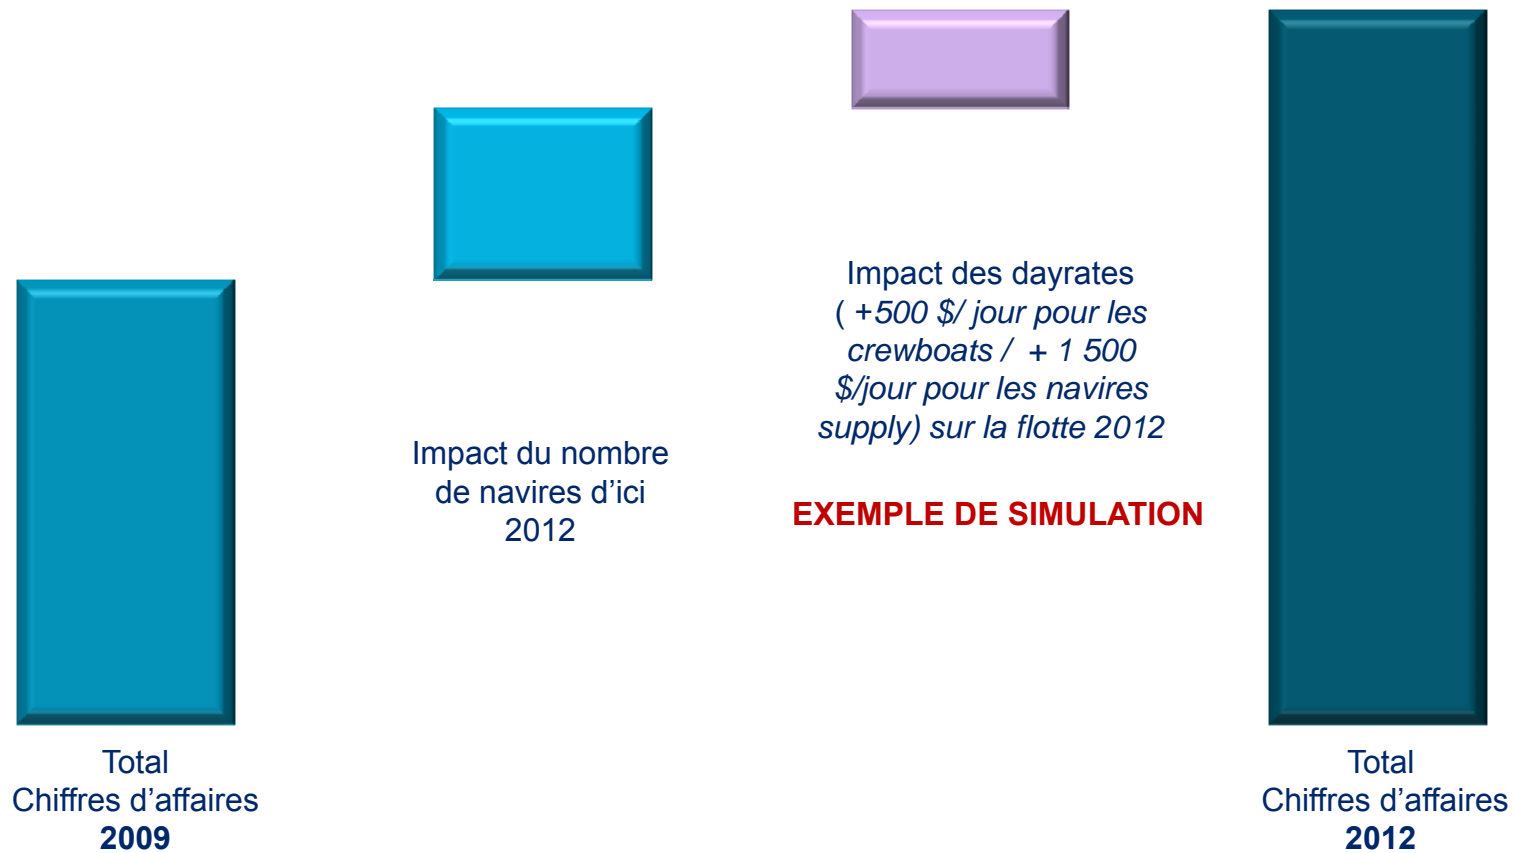 Total
Chiffres d’affaires
2009
Impact du nombre
de navires d’ici
2012
Impact des dayrates
( +500 $/ jour pour les
crewboats / + 1 500
$/jour pour les navires
supply) sur la flotte 2012
EXEMPLE DE SIMULATION
Total
Chiffres d’affaires
2012